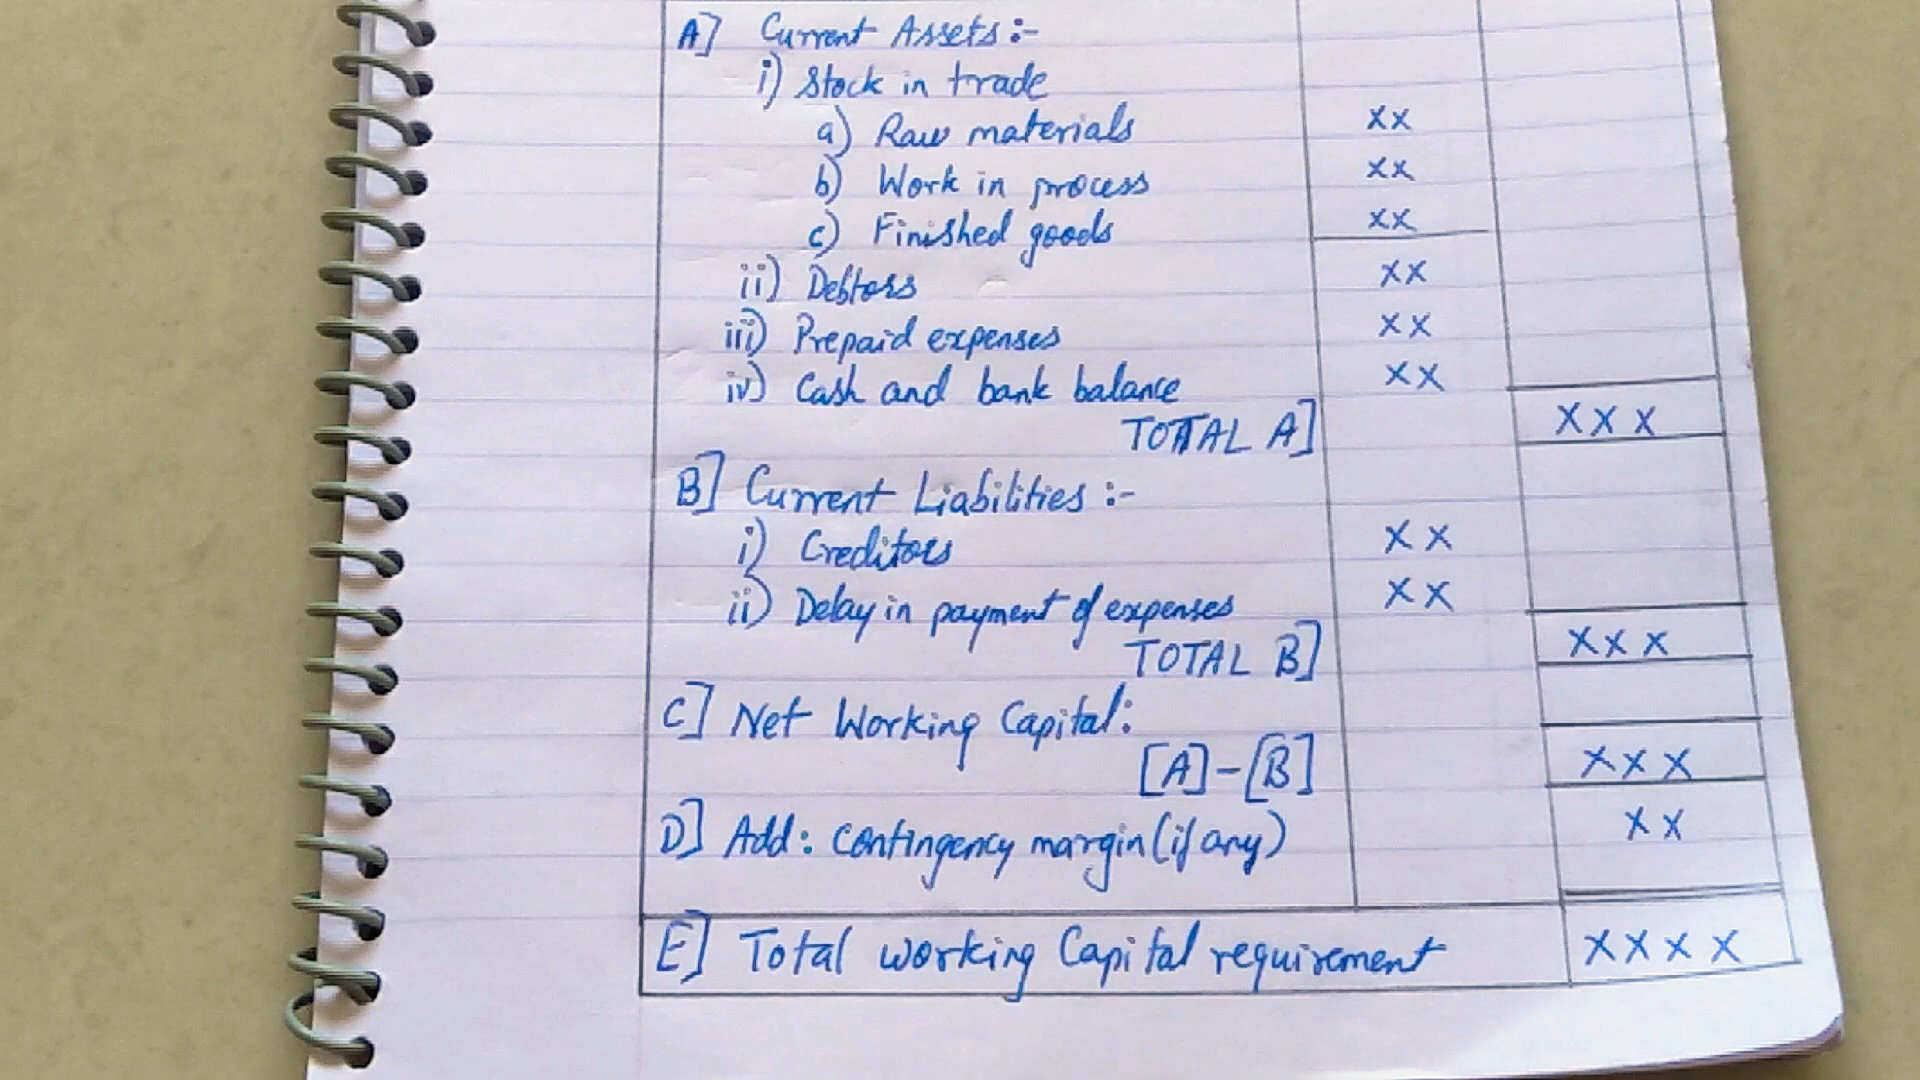 A] Current Assets :-
i) Stock in trade
a) Raw materials xx
b) Work in process xx
c) Finished goods xx
ii) Debtors xx
iii) Prepaid expenses xx
iv) Cash and bank balance xx
TOTAL A] xxx
B] Current Liabilities :-
i) Creditors xx
ii) Delay in payment of expenses xx
TOTAL B] xxx
C] Net Working Capital:
[A]-[B] xxx
D] Add: Contingency margin (if any) xx
E] Total working Capital requirement xxxx